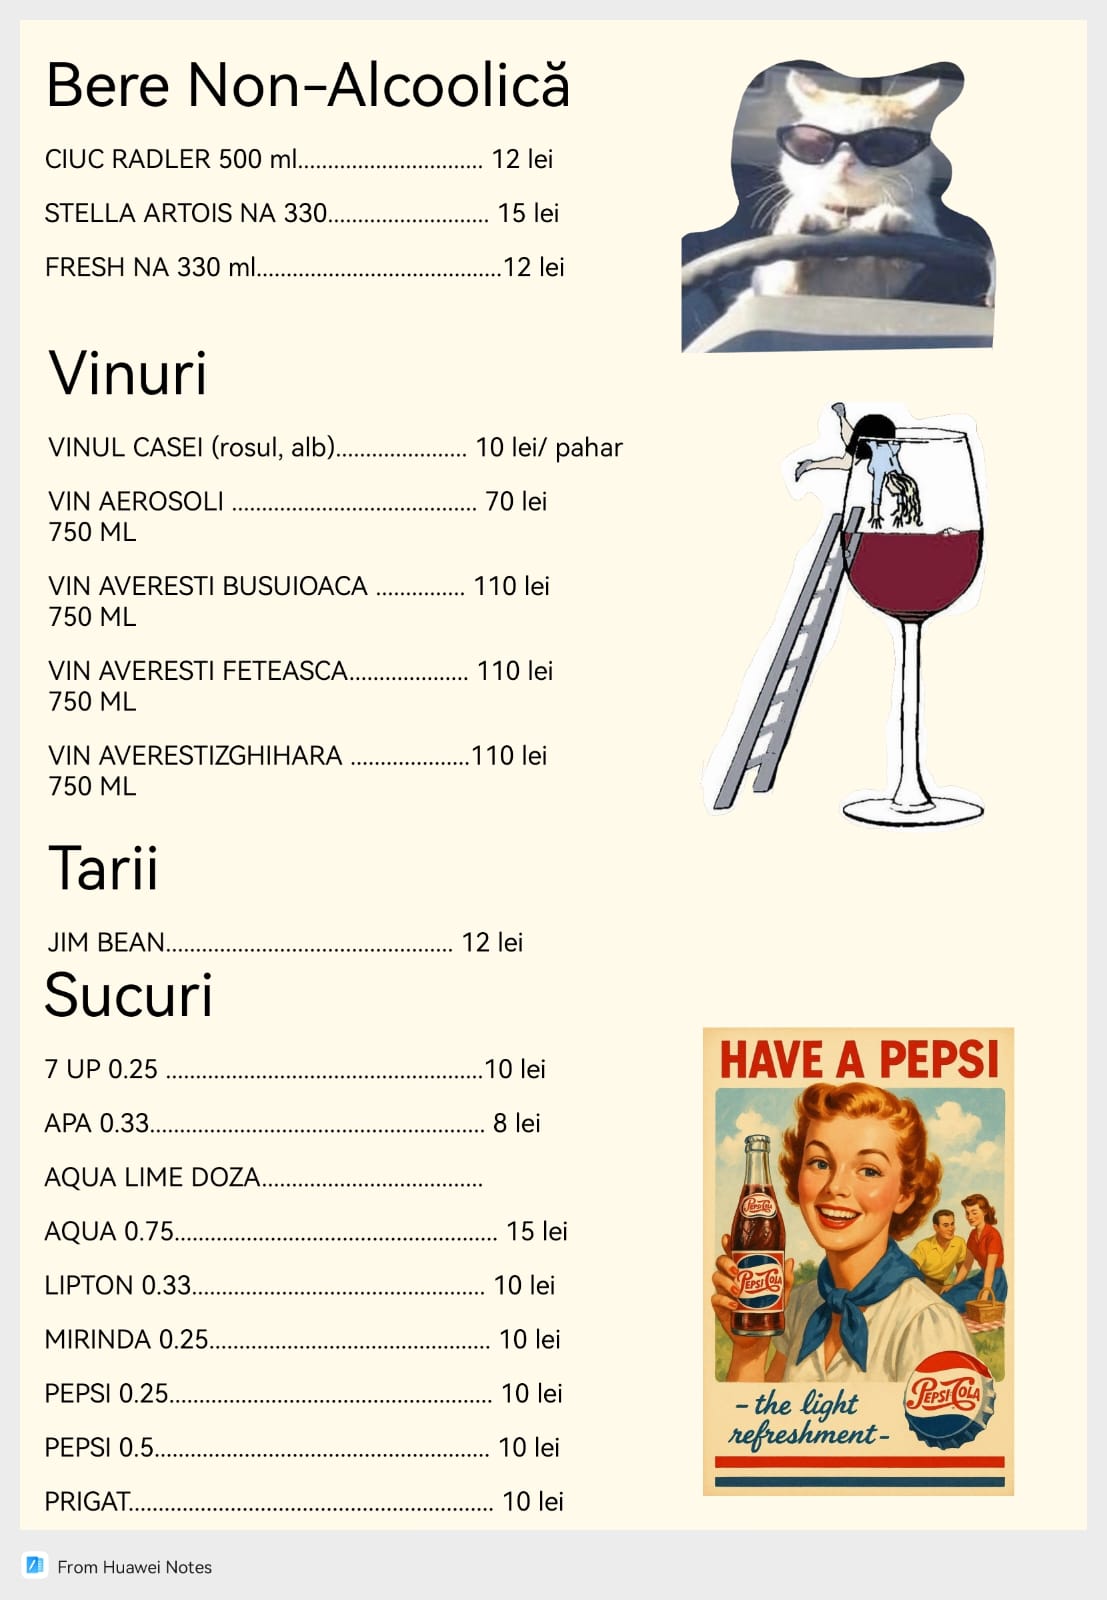 Bere Non-Alcoolică
CIUC RADLER 500 ml............................... 12 lei
STELLA ARTOIS NA 330........................... 15 lei
FRESH NA 330 ml.........................................12 lei
Vinuri
VINUL CASEI (rosul, alb)...................... 10 lei/ pahar
VIN AEROSOLI ......................................... 70 lei
750 ML
VIN AVERESTI BUSUIOACA ............... 110 lei
750 ML
VIN AVERESTI FETEASCA.................... 110 lei
750 ML
VIN AVERESTIZGHIHARA ....................110 lei
750 ML
Tarii
JIM BEAN................................................ 12 lei
Sucuri
7 UP 0.25 .....................................................10 lei
APA 0.33........................................................ 8 lei
AQUA LIME DOZA.....................................
AQUA 0.75...................................................... 15 lei
LIPTON 0.33................................................. 10 lei
MIRINDA 0.25............................................... 10 lei
PEPSI 0.25...................................................... 10 lei
PEPSI 0.5........................................................ 10 lei
PRIGAT............................................................. 10 lei
HAVE A PEPSI
PEPSI-COLA
PEPSI COLA
PEPSI-COLA
- the light
refreshment -
From Huawei Notes